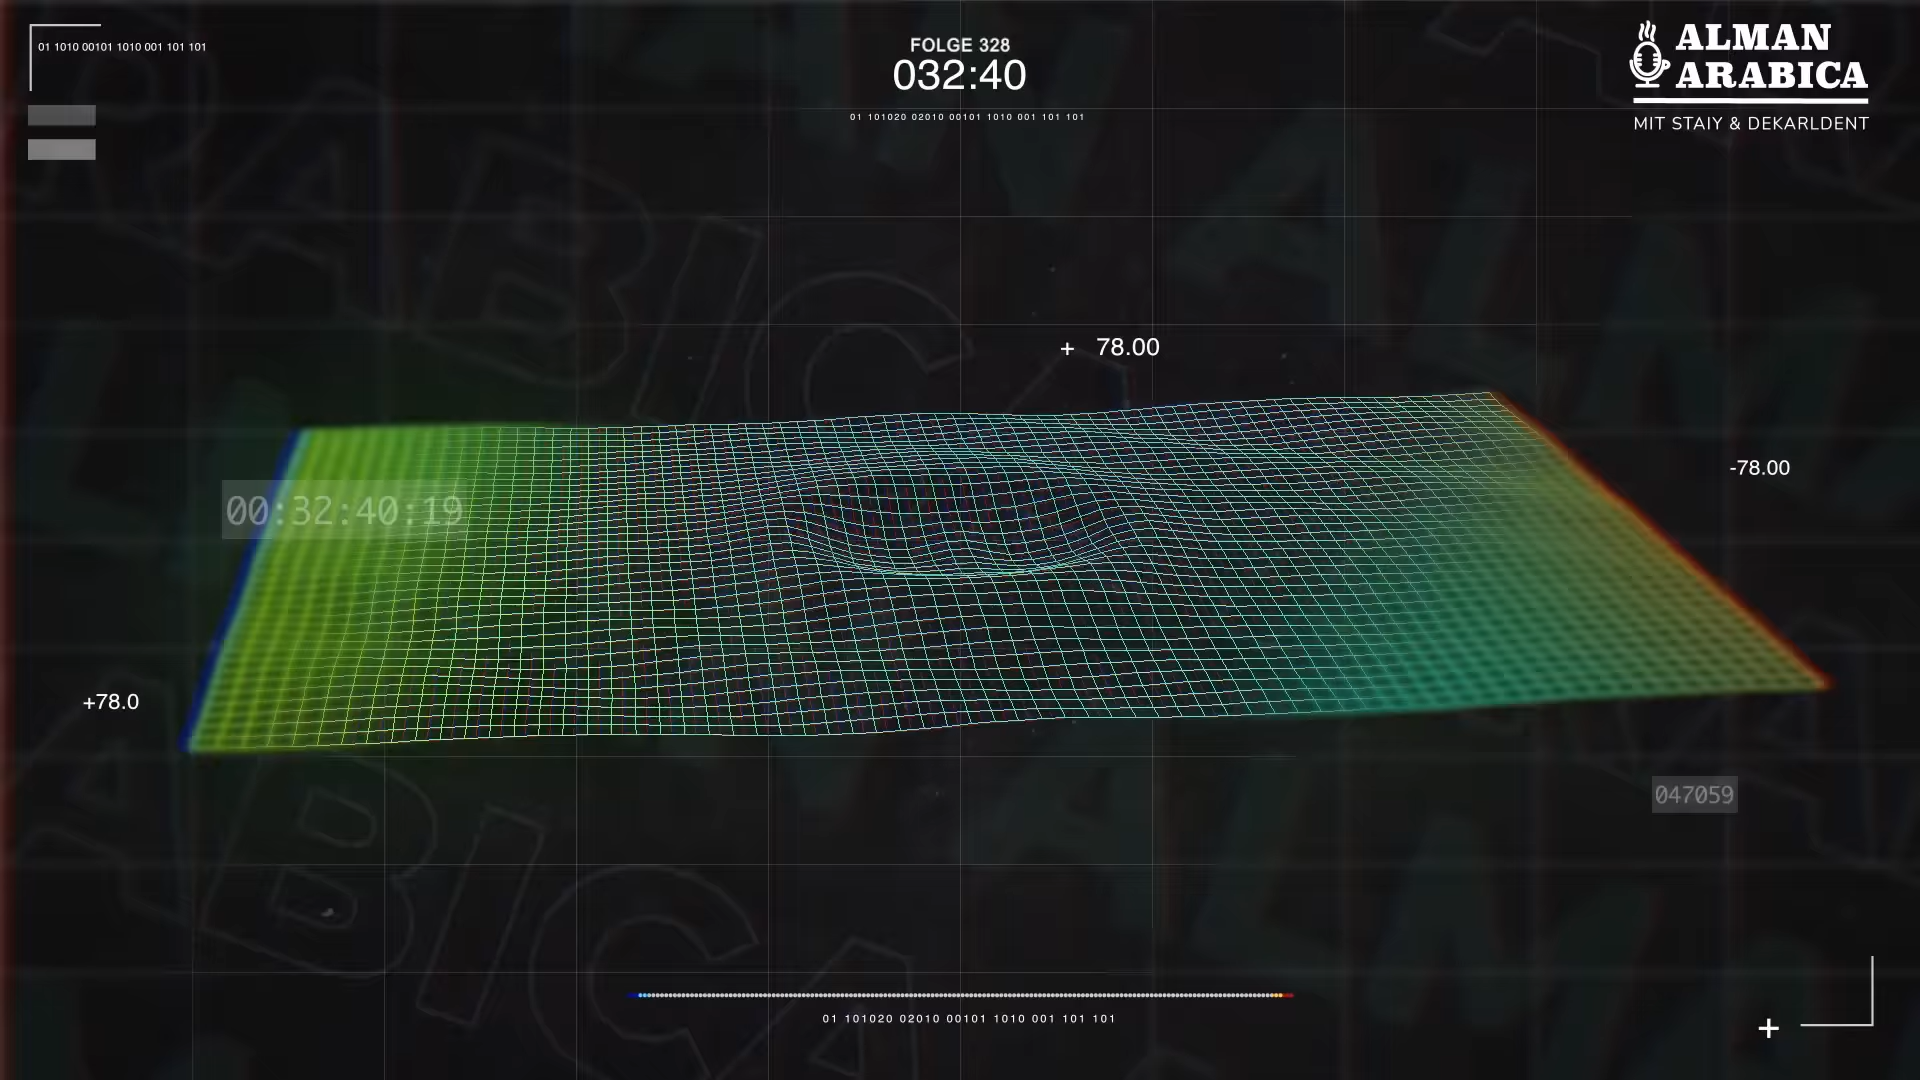 01 1010 00101 1010 001 101 101
FOLGE 328
032:40
01 101020 02010 00101 1010 001 101 101
ALMAN
ARABICA
MIT STAIY & DEKARLDENT
+ 78.00
-78.00
00:32:40:19
+78.0
047059
01 101020 02010 00101 1010 001 101 101
+